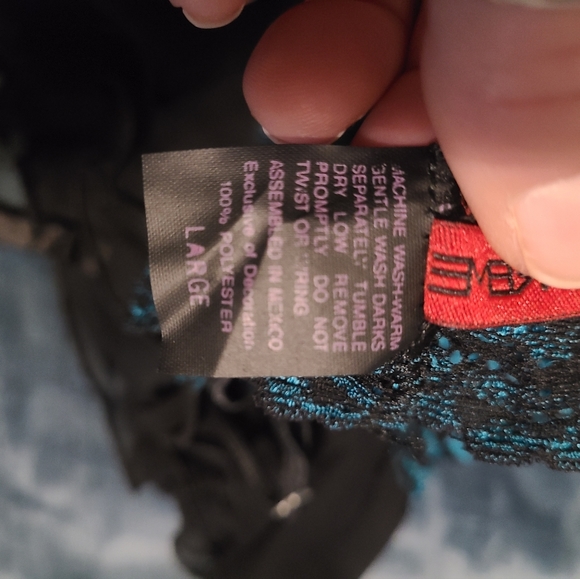 MACHINE WASH-WARM
GENTLE WASH DARKS
SEPARATELY TUMBLE
DRY LOW REMOVE
PROMPTLY DO NOT
TWIST OR WRING
ASSEMBLED IN MEXICO
Exclusive of Decoration
100% POLYESTER
LARGE